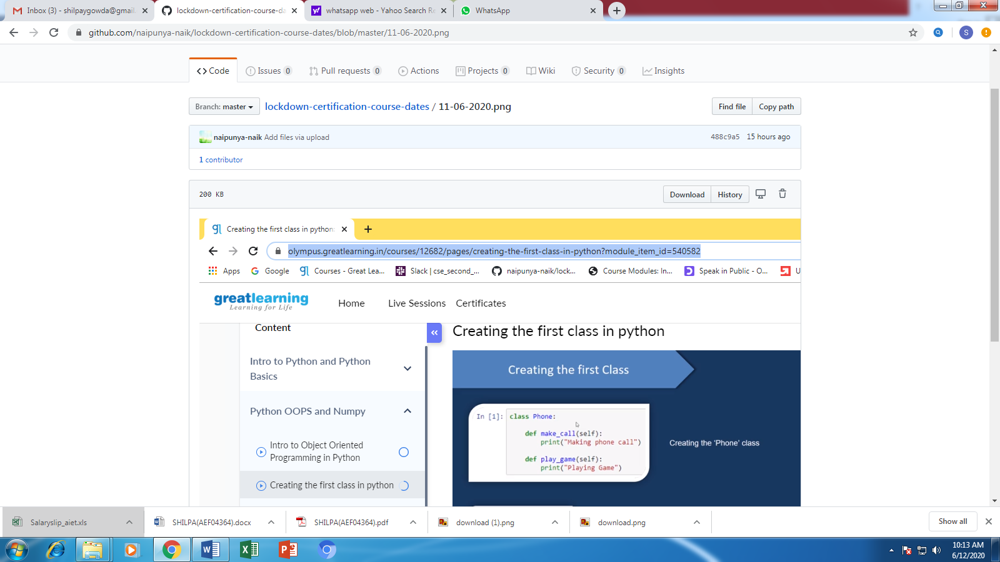 Inbox (3) - shilpaygowda@gmail.
lockdown-certification-course-da
whatsapp web - Yahoo Search Re
WhatsApp
github.com/naipunya-naik/lockdown-certification-course-dates/blob/master/11-06-2020.png
S
Code
Issues 0
Pull requests 0
Actions
Projects 0
Wiki
Security 0
Insights
Branch: master
lockdown-certification-course-dates / 11-06-2020.png
Find file
Copy path
naipunya-naik Add files via upload
488c9a5 15 hours ago
1 contributor
200 KB
Download
History
gl Creating the first class in python:
olympus.greatlearning.in/courses/12682/pages/creating-the-first-class-in-python?module_item_id=540582
Apps
Google
gl Courses - Great Lea...
Slack | cse_second_...
naipunya-naik/lock...
Course Modules: In...
Speak in Public - O...
U
greatlearning
Learning for Life
Home
Live Sessions
Certificates
Content
Creating the first class in python
Intro to Python and Python
Basics
Python OOPS and Numpy
Intro to Object Oriented
Programming in Python
Creating the first class in python
Creating the first Class
In [1]: class Phone:
def make_call(self):
print("Making phone call")
def play_game(self):
print("Playing Game")
Creating the 'Phone' class
Salaryslip_aiet.xls
SHILPA(AEF04364).docx
SHILPA(AEF04364).pdf
download (1).png
download.png
Show all
10:13 AM
6/12/2020